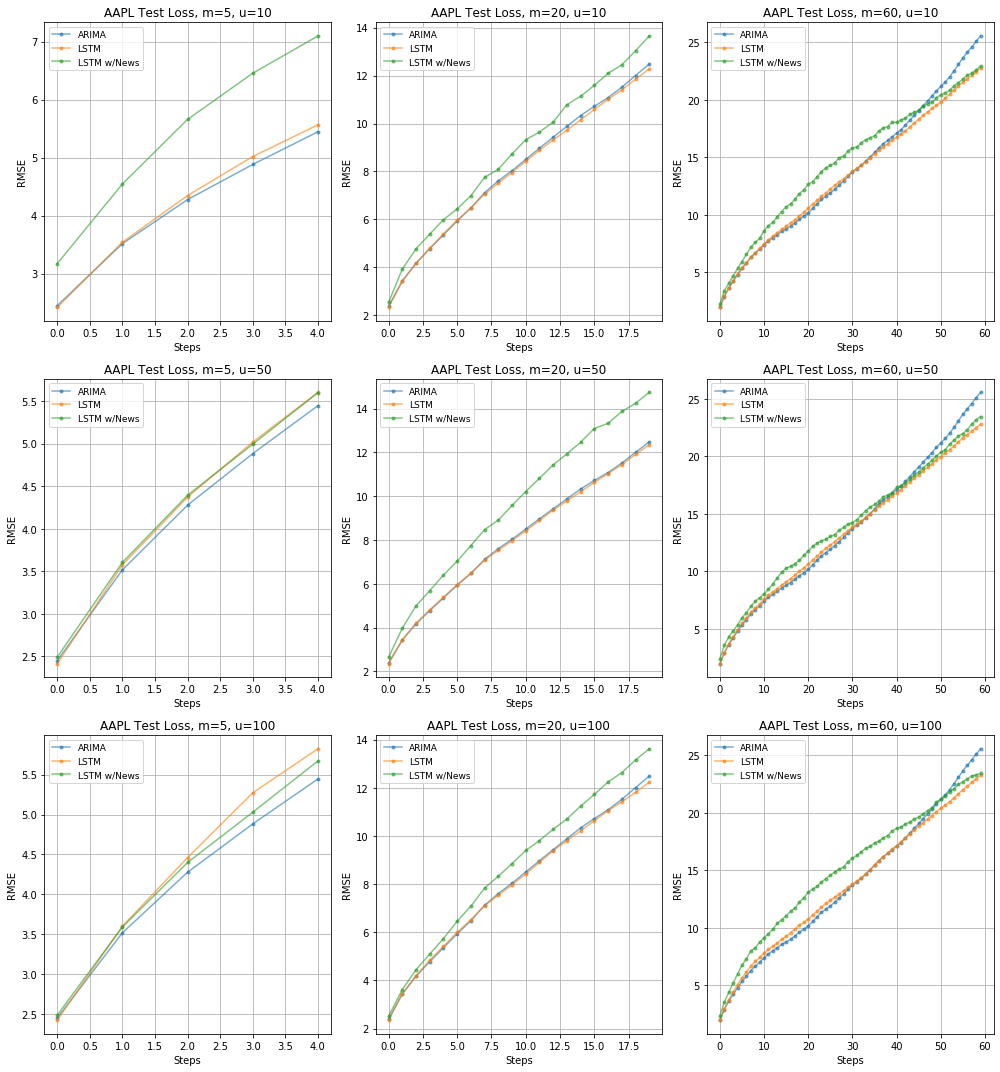 AAPL Test Loss, m=5, u=10
ARIMA
LSTM
LSTM w/News
RMSE
7
6
5
4
3
0.0 0.5 1.0 1.5 2.0 2.5 3.0 3.5 4.0
Steps
AAPL Test Loss, m=20, u=10
ARIMA
LSTM
LSTM w/News
RMSE
14
12
10
8
6
4
2
0.0 2.5 5.0 7.5 10.0 12.5 15.0 17.5
Steps
AAPL Test Loss, m=60, u=10
ARIMA
LSTM
LSTM w/News
RMSE
25
20
15
10
5
0 10 20 30 40 50 60
Steps
AAPL Test Loss, m=5, u=50
ARIMA
LSTM
LSTM w/News
RMSE
5.5
5.0
4.5
4.0
3.5
3.0
2.5
0.0 0.5 1.0 1.5 2.0 2.5 3.0 3.5 4.0
Steps
AAPL Test Loss, m=20, u=50
ARIMA
LSTM
LSTM w/News
RMSE
14
12
10
8
6
4
2
0.0 2.5 5.0 7.5 10.0 12.5 15.0 17.5
Steps
AAPL Test Loss, m=60, u=50
ARIMA
LSTM
LSTM w/News
RMSE
25
20
15
10
5
0 10 20 30 40 50 60
Steps
AAPL Test Loss, m=5, u=100
ARIMA
LSTM
LSTM w/News
RMSE
5.5
5.0
4.5
4.0
3.5
3.0
2.5
0.0 0.5 1.0 1.5 2.0 2.5 3.0 3.5 4.0
Steps
AAPL Test Loss, m=20, u=100
ARIMA
LSTM
LSTM w/News
RMSE
14
12
10
8
6
4
2
0.0 2.5 5.0 7.5 10.0 12.5 15.0 17.5
Steps
AAPL Test Loss, m=60, u=100
ARIMA
LSTM
LSTM w/News
RMSE
25
20
15
10
5
0 10 20 30 40 50 60
Steps